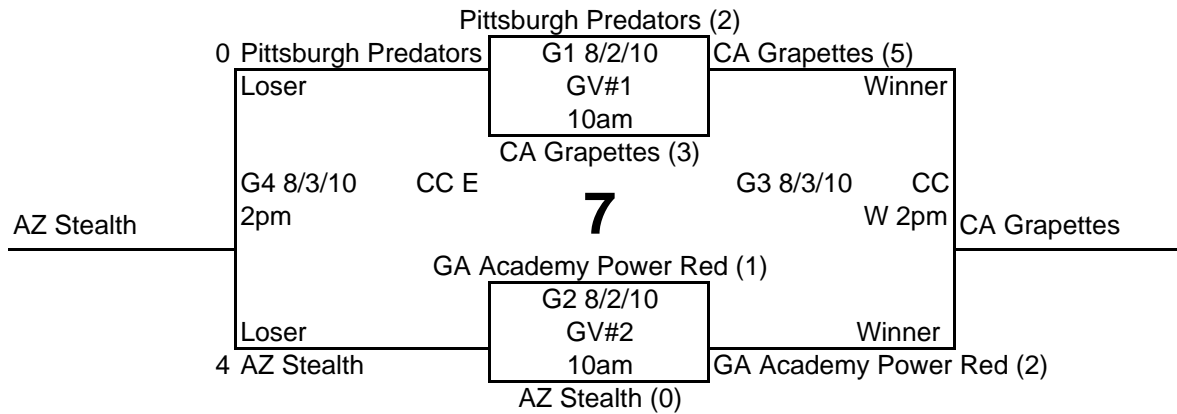 Pittsburgh Predators (2)
0 Pittsburgh Predators
G1 8/2/10
CA Grapettes (5)
Loser
GV#1
Winner
10am
CA Grapettes (3)
G4 8/3/10 CC E
G3 8/3/10 CC
7
2pm
W 2pm
AZ Stealth
CA Grapettes
GA Academy Power Red (1)
G2 8/2/10
Loser
GV#2
Winner
4 AZ Stealth
10am
GA Academy Power Red (2)
AZ Stealth (0)